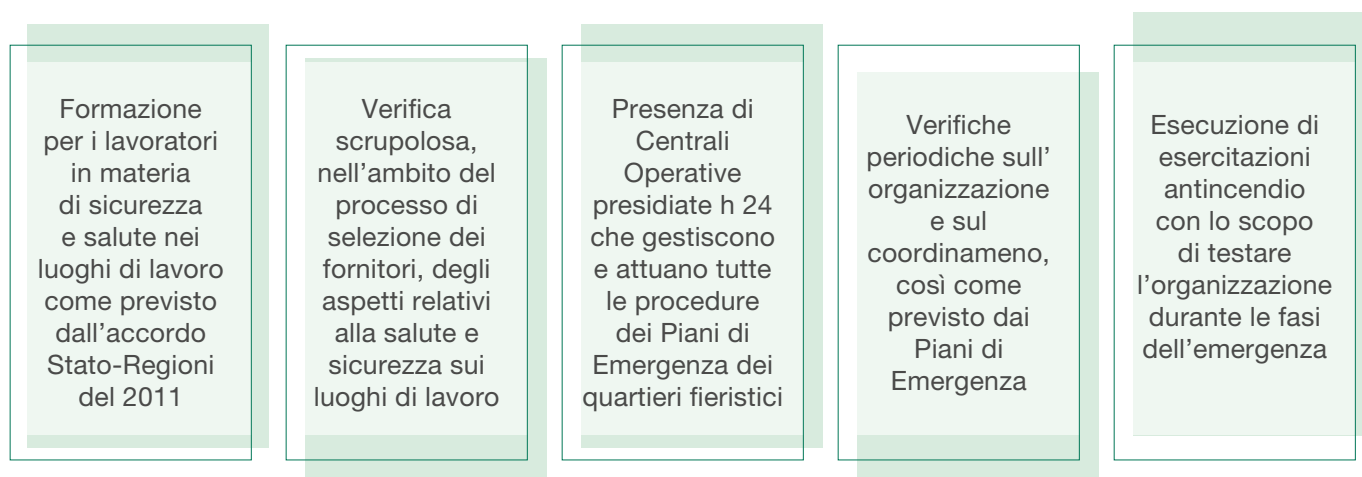 Formazione
per i lavoratori
in materia
di sicurezza
e salute nei
luoghi di lavoro
come previsto
dall’accordo
Stato-Regioni
del 2011
Verifica
scrupolosa,
nell’ambito del
processo di
selezione dei
fornitori, degli
aspetti relativi
alla salute e
sicurezza sui
luoghi di lavoro
Presenza di
Centrali
Operative
presidiate h 24
che gestiscono
e attuano tutte
le procedure
dei Piani di
Emergenza dei
quartieri fieristici
Verifiche
periodiche sull’
organizzazione
e sul
coordinameno,
così come
previsto dai
Piani di
Emergenza
Esecuzione di
esercitazioni
antincendio
con lo scopo
di testare
l’organizzazione
durante le fasi
dell’emergenza